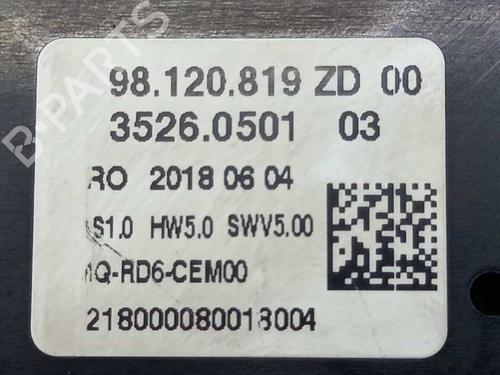 98.120.819 ZD 00
3526.0501 03
RO 2018 06 04
S1.0 HW5.0 SWV5.00
MQ-RD6-CEM00
218000080018004
B-PARTS